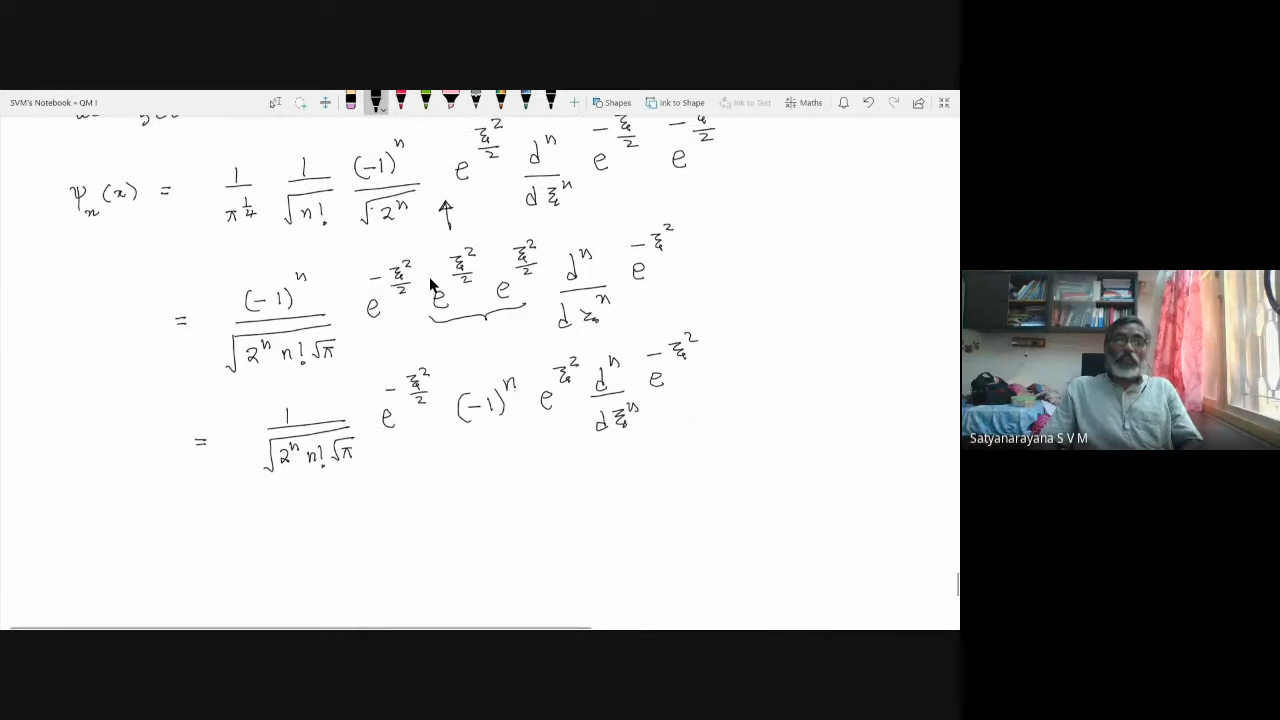 SVM's Notebook » QM I
Shapes Ink to Shape Ink to Text Maths
ψ_n(x) = 1/π^{1/4} 1/√n! (-1)^n/√2^n e^{ξ²/2} d^n/dξ^n e^{-ξ²/2} e^{-ξ²/2}
= (-1)^n/√(2^n n! √π) e^{-ξ²/2} e^{ξ²/2} e^{ξ²/2} d^n/dξ^n e^{-ξ²}
= 1/√(2^n n! √π) e^{-ξ²/2} (-1)^n e^{ξ²} d^n/dξ^n e^{-ξ²}
Satyanarayana S V M